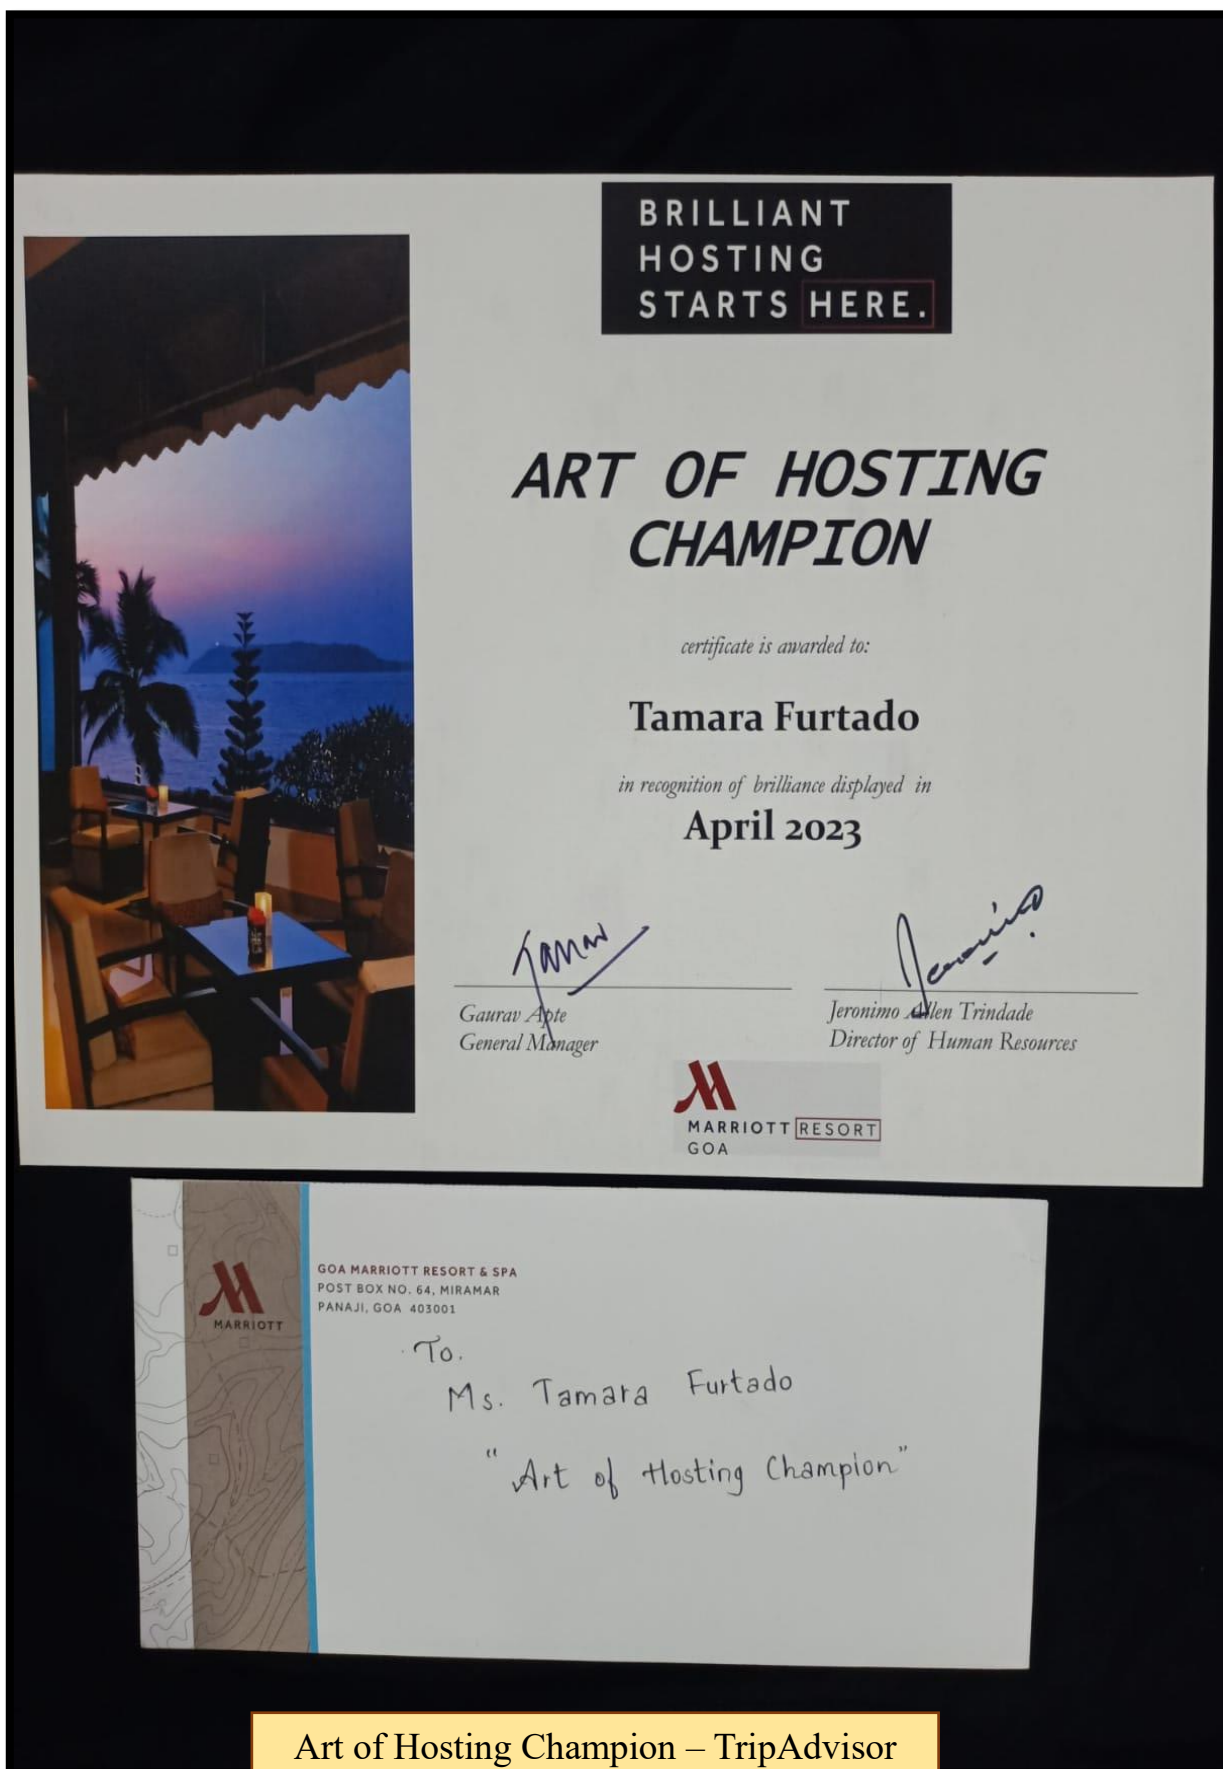 BRILLIANT
HOSTING
STARTS HERE.
ART OF HOSTING
CHAMPION
certificate is awarded to:
Tamara Furtado
in recognition of brilliance displayed in
April 2023
Gaurav Apte
General Manager
Jeronimo Allen Trindade
Director of Human Resources
MARRIOTT RESORT
GOA
MARRIOTT
GOA MARRIOTT RESORT & SPA
POST BOX NO. 64, MIRAMAR
PANAJI, GOA 403001
To.
Ms. Tamara Furtado
"Art of Hosting Champion"
Art of Hosting Champion – TripAdvisor